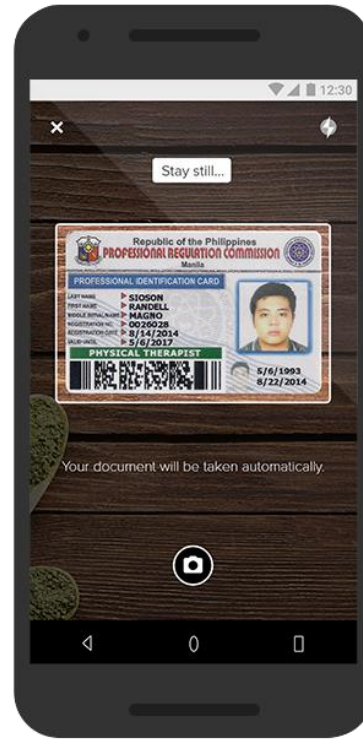 12:30
Stay still...
Republic of the Philippines
PROFESSIONAL REGULATION COMMISSION
Manila
PROFESSIONAL IDENTIFICATION CARD
LAST NAME SIOSON
FIRST NAME RANDELL
MIDDLE INITIAL/NAME MAGNO
REGISTRATION NO. 0026028
REGISTRATION DATE 8/14/2014
VALID UNTIL 5/6/2017
PHYSICAL THERAPIST
5/6/1993
8/22/2014
Your document will be taken automatically.